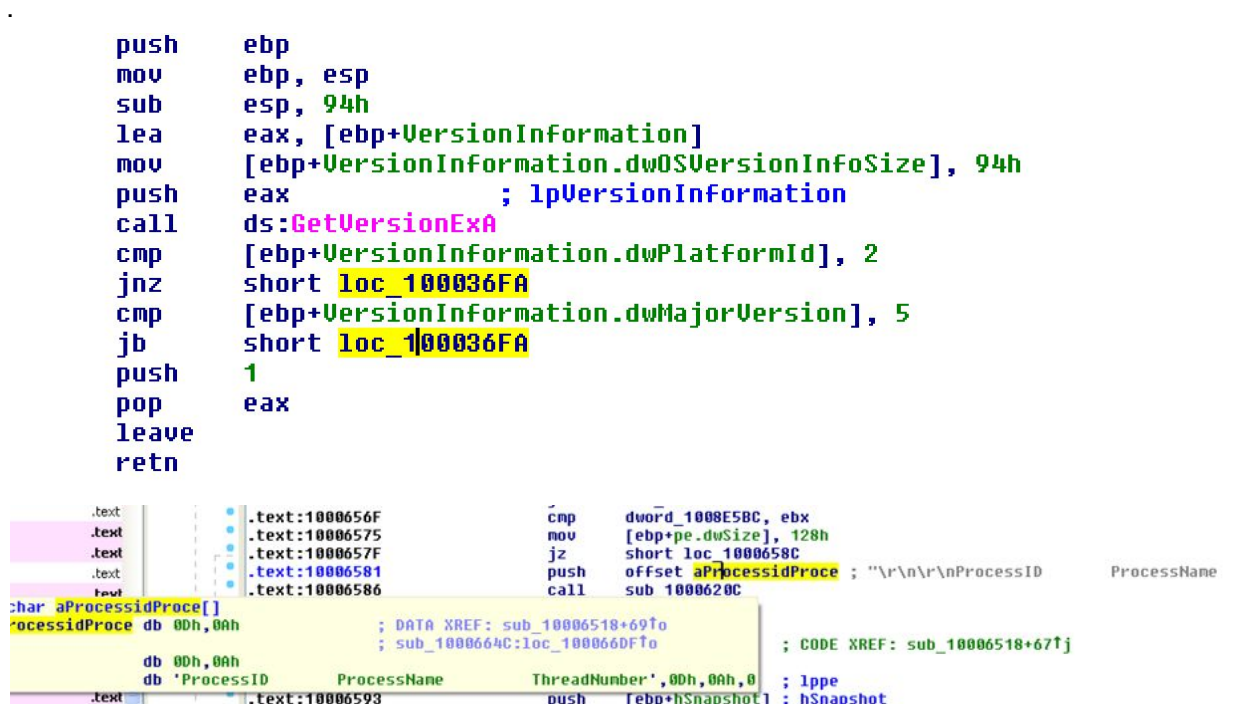 .
push ebp
mov ebp, esp
sub esp, 94h
lea eax, [ebp+VersionInformation]
mov [ebp+VersionInformation.dwOSVersionInfoSize], 94h
push eax ; lpVersionInformation
call ds:GetVersionExA
cmp [ebp+VersionInformation.dwPlatformId], 2
jnz short loc_100036FA
cmp [ebp+VersionInformation.dwMajorVersion], 5
jb short loc_100036FA
push 1
pop eax
leave
retn
.text .text:1000656F cmp dword_1008E5BC, ebx
.text .text:10006575 mov [ebp+pe.dwSize], 128h
.text .text:1000657F jz short loc_1000658C
.text .text:10006581 push offset aProcessidProce ; "\r\n\r\nProcessID ProcessName
.text .text:10006586 call sub_1000620C
char aProcessidProce[]
rocessidProce db 0Dh,0Ah ; DATA XREF: sub_10006518+69↑o
; sub_1000664C:loc_100066DF↑o ; CODE XREF: sub_10006518+67↑j
db 0Dh,0Ah
db 'ProcessID ProcessName ThreadNumber',0Dh,0Ah,0 ; lppe
.text .text:10006593 push [ebp+hSnapshot] ; hSnapshot